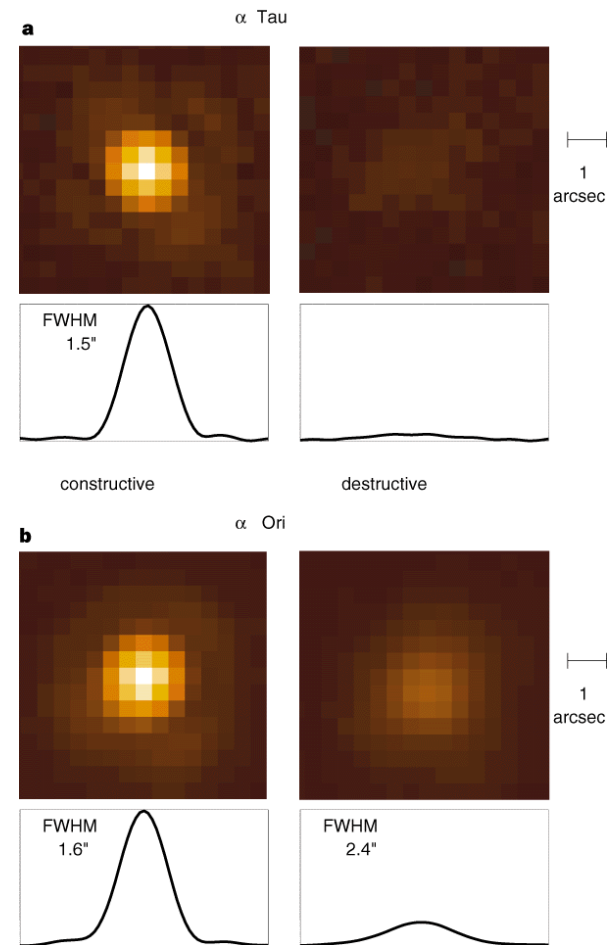 a
α Tau
1
arcsec
FWHM
1.5"
constructive
destructive
b
α Ori
1
arcsec
FWHM
1.6"
FWHM
2.4"